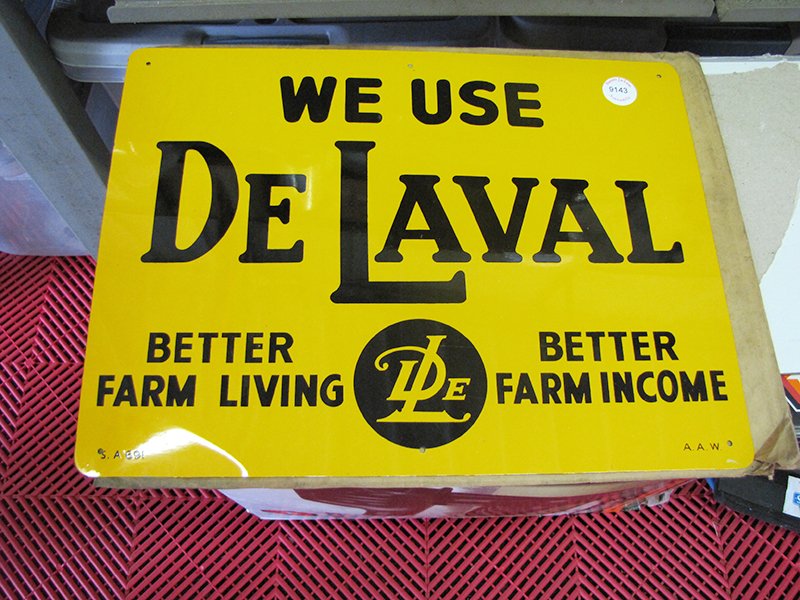 WE USE
9143
DE LAVAL
BETTER
FARM LIVING
DLE
BETTER
FARM INCOME
A.A.W.